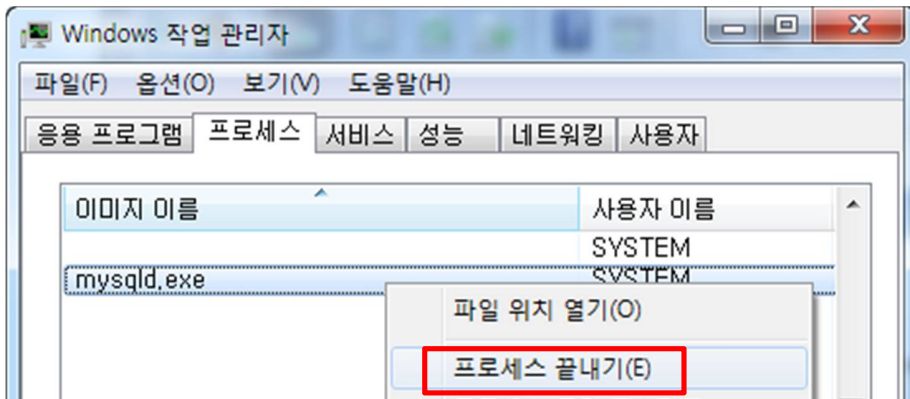 Windows 작업 관리자
파일(F) 옵션(O) 보기(V) 도움말(H)
응용 프로그램 프로세스 서비스 성능 네트워킹 사용자
이미지 이름 사용자 이름
SYSTEM
mysqld.exe SYSTEM
파일 위치 열기(O)
프로세스 끝내기(E)